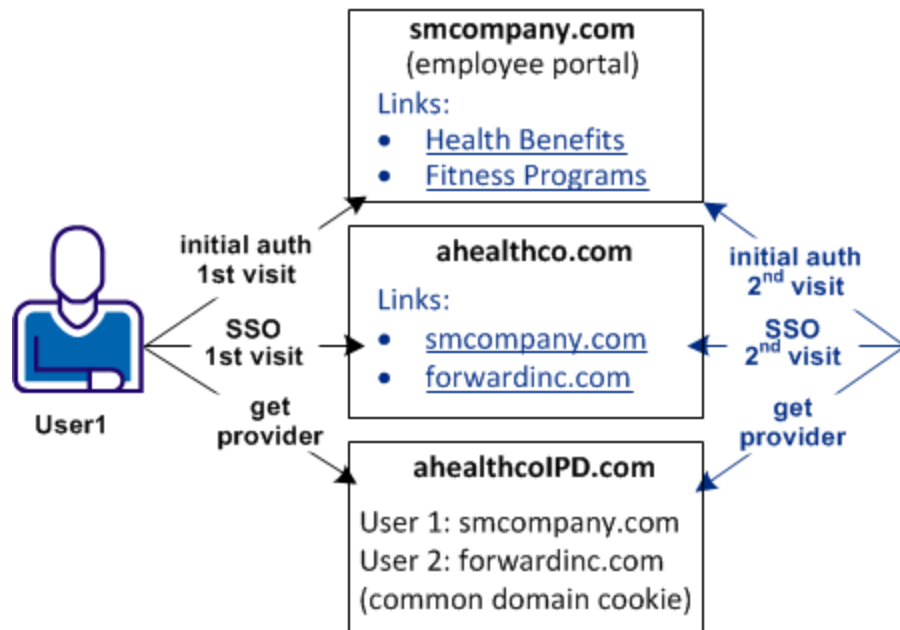 smcompany.com
(employee portal)
Links:
• Health Benefits
• Fitness Programs
initial auth
1st visit
initial auth
2nd visit
ahealthco.com
Links:
• smcompany.com
• forwardinc.com
SSO
1st visit
SSO
2nd visit
User1
get
provider
get
provider
ahealthcoIPD.com
User 1: smcompany.com
User 2: forwardinc.com
(common domain cookie)